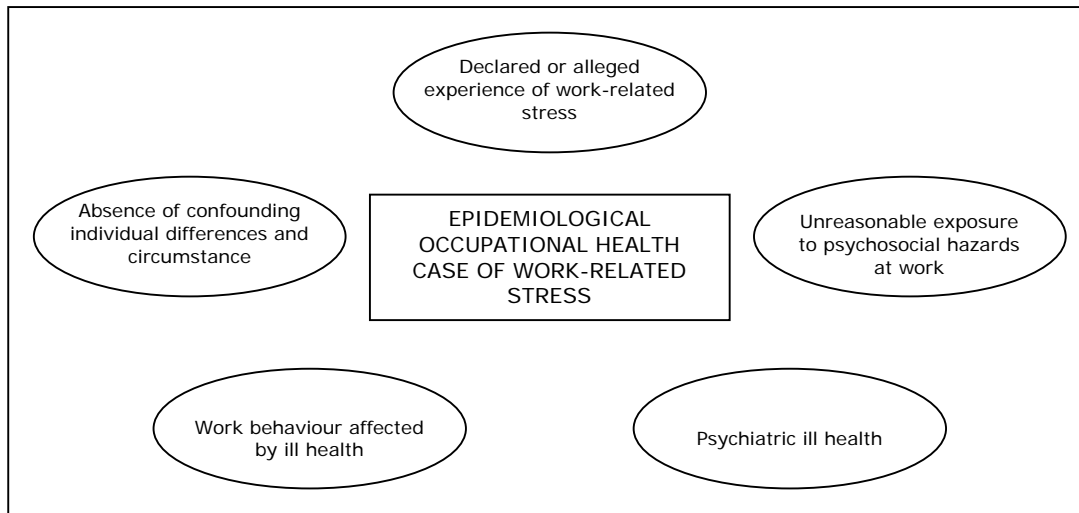 Declared or alleged
experience of work-related
stress
Absence of confounding
individual differences and
circumstance
EPIDEMIOLOGICAL
OCCUPATIONAL HEALTH
CASE OF WORK-RELATED
STRESS
Unreasonable exposure
to psychosocial hazards
at work
Work behaviour affected
by ill health
Psychiatric ill health